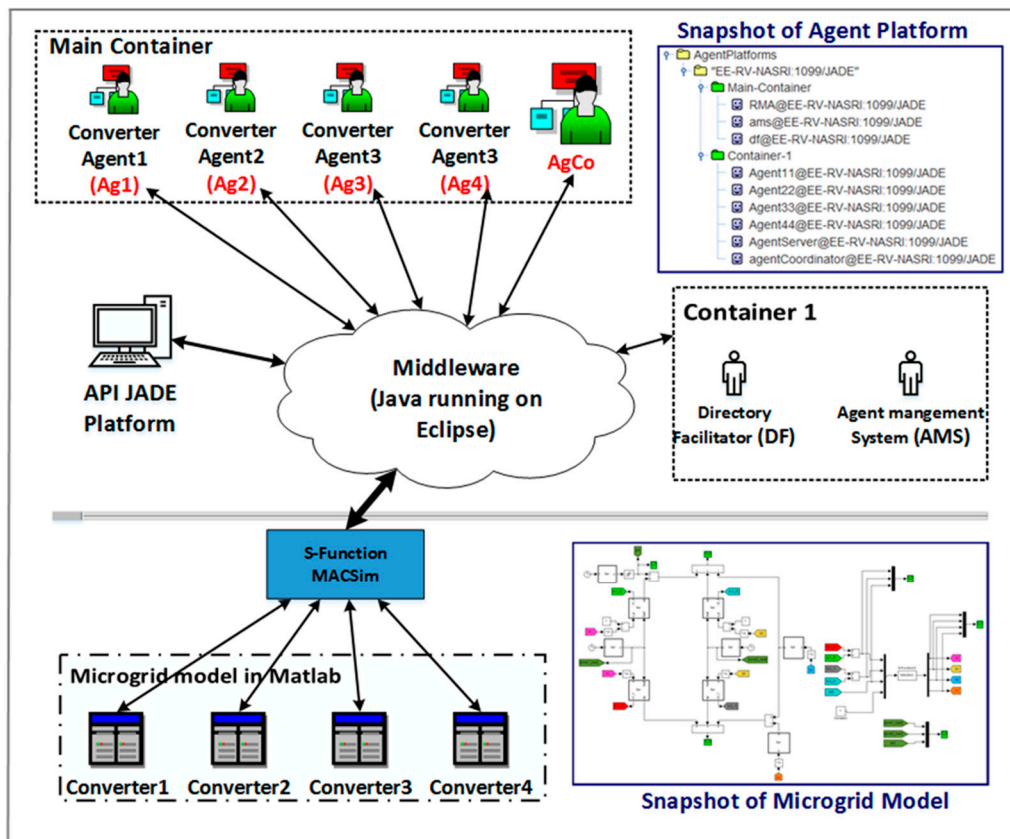 Main Container
Converter
Agent1
(Ag1)
Converter
Agent2
(Ag2)
Converter
Agent3
(Ag3)
Converter
Agent3
(Ag4)
AgCo
Snapshot of Agent Platform
AgentPlatforms
"EE-RV-NASRI:1099/JADE"
Main-Container
RMA@EE-RV-NASRI:1099/JADE
ams@EE-RV-NASRI:1099/JADE
df@EE-RV-NASRI:1099/JADE
Container-1
Agent11@EE-RV-NASRI:1099/JADE
Agent22@EE-RV-NASRI:1099/JADE
Agent33@EE-RV-NASRI:1099/JADE
Agent44@EE-RV-NASRI:1099/JADE
AgentServer@EE-RV-NASRI:1099/JADE
agentCoordinator@EE-RV-NASRI:1099/JADE
API JADE
Platform
Middleware
(Java running on
Eclipse)
Container 1
Directory
Facilitator (DF)
Agent mangement
System (AMS)
S-Function
MACSim
Microgrid model in Matlab
Converter1
Converter2
Converter3
Converter4
Snapshot of Microgrid Model